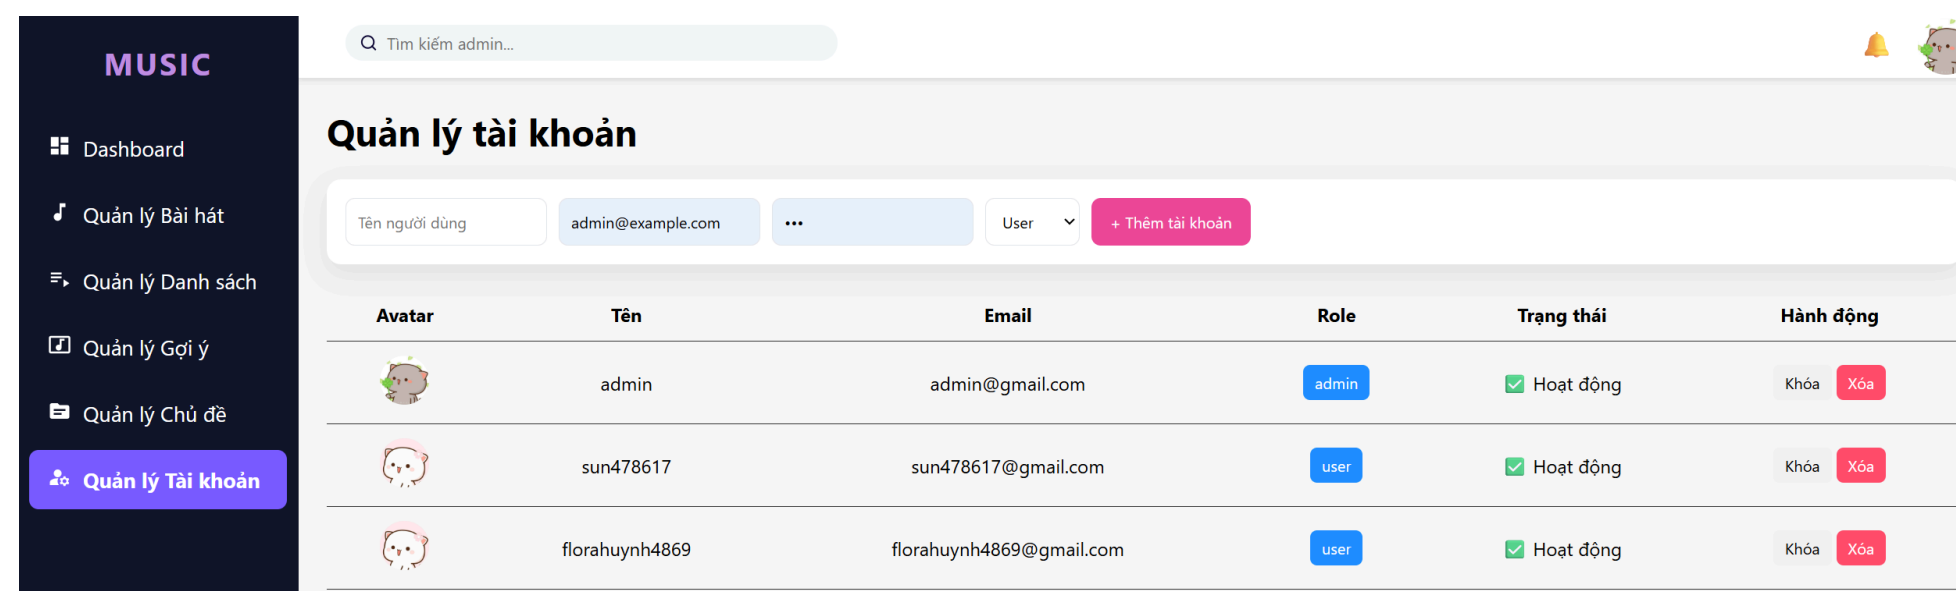 MUSIC
Dashboard
Quản lý Bài hát
Quản lý Danh sách
Quản lý Gợi ý
Quản lý Chủ đề
Quản lý Tài khoản
Tìm kiếm admin...
Quản lý tài khoản
Tên người dùng admin@example.com ••• User + Thêm tài khoản
Avatar Tên Email Role Trạng thái Hành động
admin admin@gmail.com admin ✅ Hoạt động Khóa Xóa
sun478617 sun478617@gmail.com user ✅ Hoạt động Khóa Xóa
florahuynh4869 florahuynh4869@gmail.com user ✅ Hoạt động Khóa Xóa